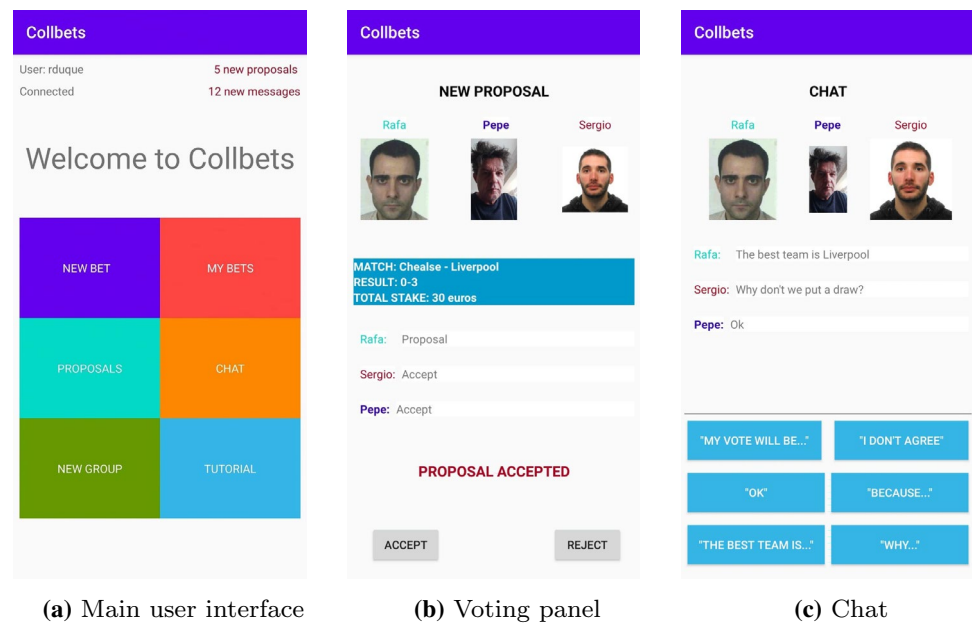 Collbets
User: rduque 5 new proposals
Connected 12 new messages
Welcome to Collbets
NEW BET MY BETS
PROPOSALS CHAT
NEW GROUP TUTORIAL
(a) Main user interface
Collbets
NEW PROPOSAL
Rafa Pepe Sergio
MATCH: Chealse - Liverpool
RESULT: 0-3
TOTAL STAKE: 30 euros
Rafa: Proposal
Sergio: Accept
Pepe: Accept
PROPOSAL ACCEPTED
ACCEPT REJECT
(b) Voting panel
Collbets
CHAT
Rafa Pepe Sergio
Rafa: The best team is Liverpool
Sergio: Why don't we put a draw?
Pepe: Ok
"MY VOTE WILL BE..." "I DON'T AGREE"
"OK" "BECAUSE..."
"THE BEST TEAM IS..." "WHY..."
(c) Chat